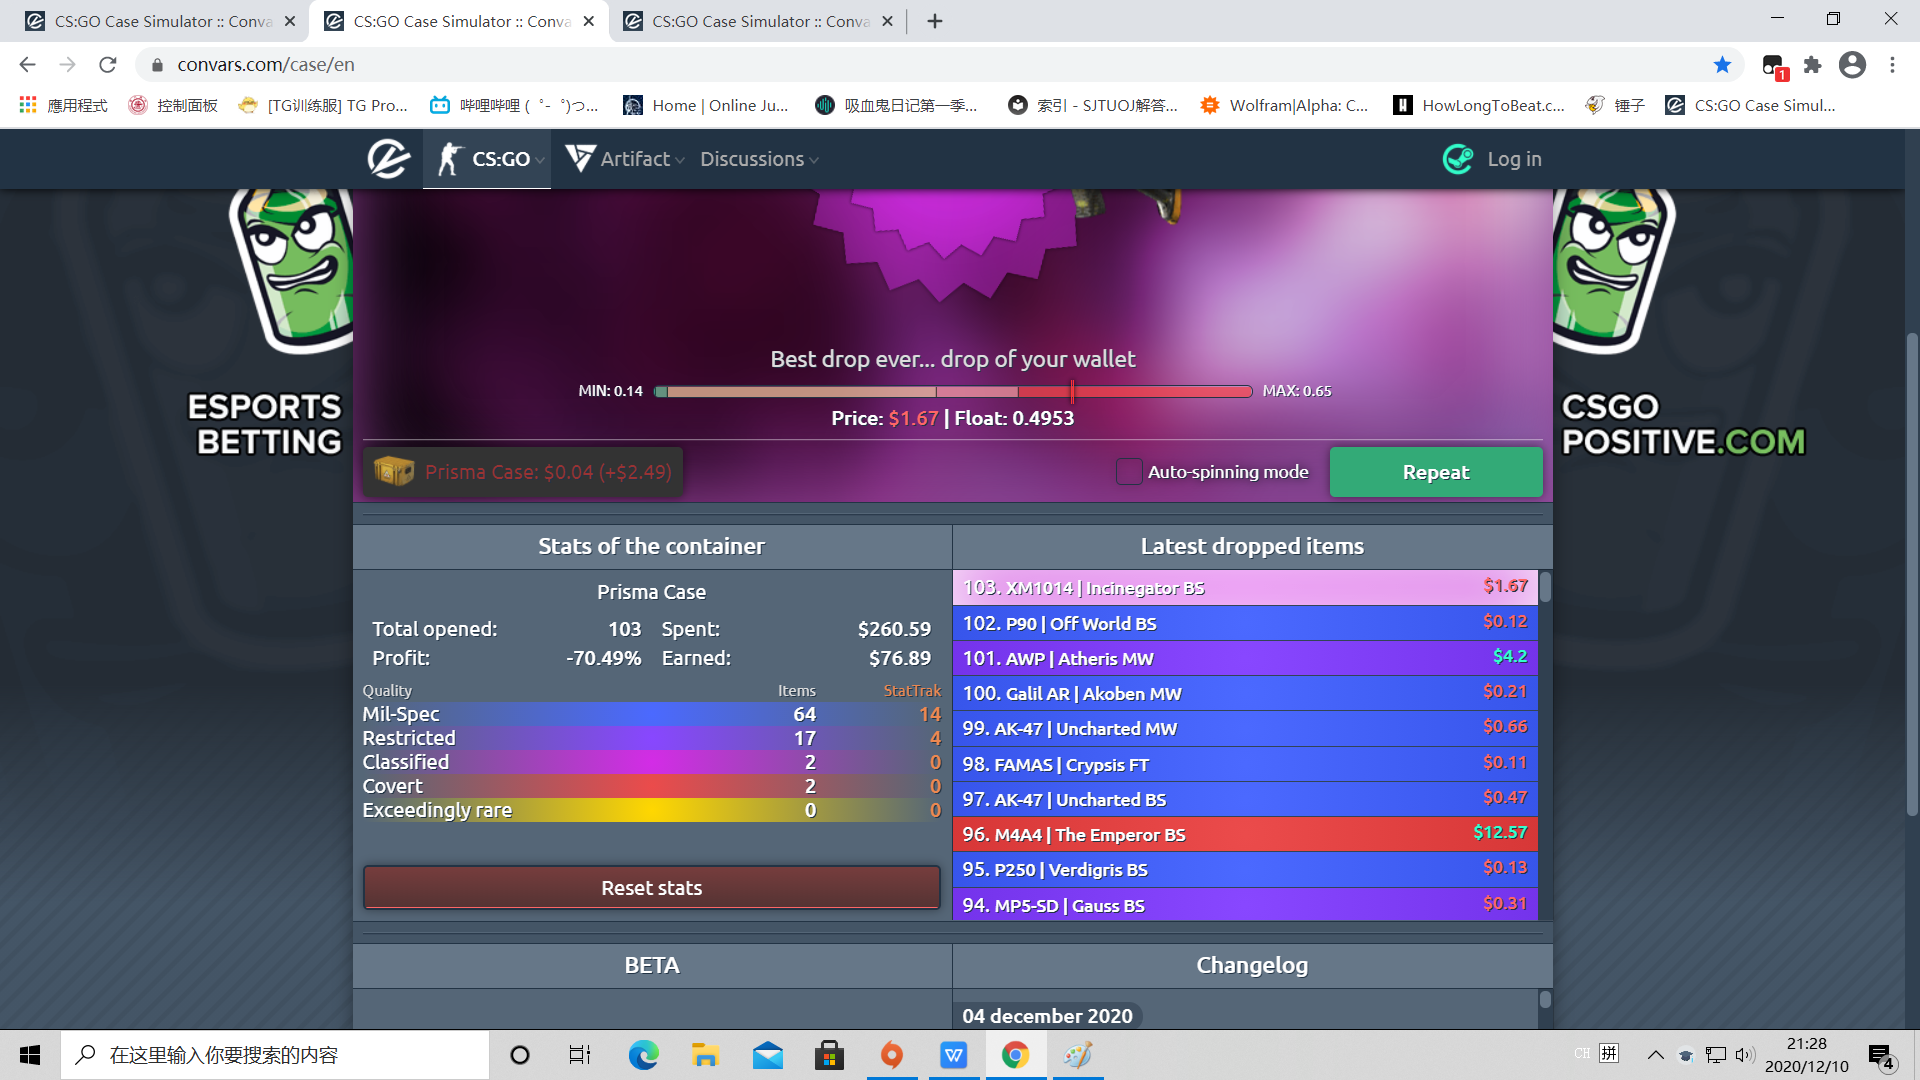 CS:GO Case Simulator :: Conva
CS:GO Case Simulator :: Conva
CS:GO Case Simulator :: Conva
convars.com/case/en
1
應用程式
控制面板
[TG训练服] TG Pro...
哔哩哔哩 ( ゜- ゜)つ...
Home | Online Ju...
吸血鬼日记第一季...
索引 - SJTUOJ解答...
Wolfram|Alpha: C...
HowLongToBeat.c...
锤子
CS:GO Case Simul...
CS:GO
Artifact
Discussions
Log in
ESPORTS
BETTING
CSGO
POSITIVE.COM
Best drop ever... drop of your wallet
MIN: 0.14
MAX: 0.65
Price: $1.67 | Float: 0.4953
Prisma Case: $0.04 (+$2.49)
Auto-spinning mode
Repeat
Stats of the container
Prisma Case
Total opened: 103 Spent: $260.59
Profit: -70.49% Earned: $76.89
Quality Items StatTrak
Mil-Spec 64 14
Restricted 17 4
Classified 2 0
Covert 2 0
Exceedingly rare 0 0
Reset stats
Latest dropped items
103. XM1014 | Incinegator BS $1.67
102. P90 | Off World BS $0.12
101. AWP | Atheris MW $4.2
100. Galil AR | Akoben MW $0.21
99. AK-47 | Uncharted MW $0.66
98. FAMAS | Crypsis FT $0.11
97. AK-47 | Uncharted BS $0.47
96. M4A4 | The Emperor BS $12.57
95. P250 | Verdigris BS $0.13
94. MP5-SD | Gauss BS $0.31
BETA
Changelog
04 december 2020
在这里输入你要搜索的内容
CH 拼
21:28
2020/12/10
4